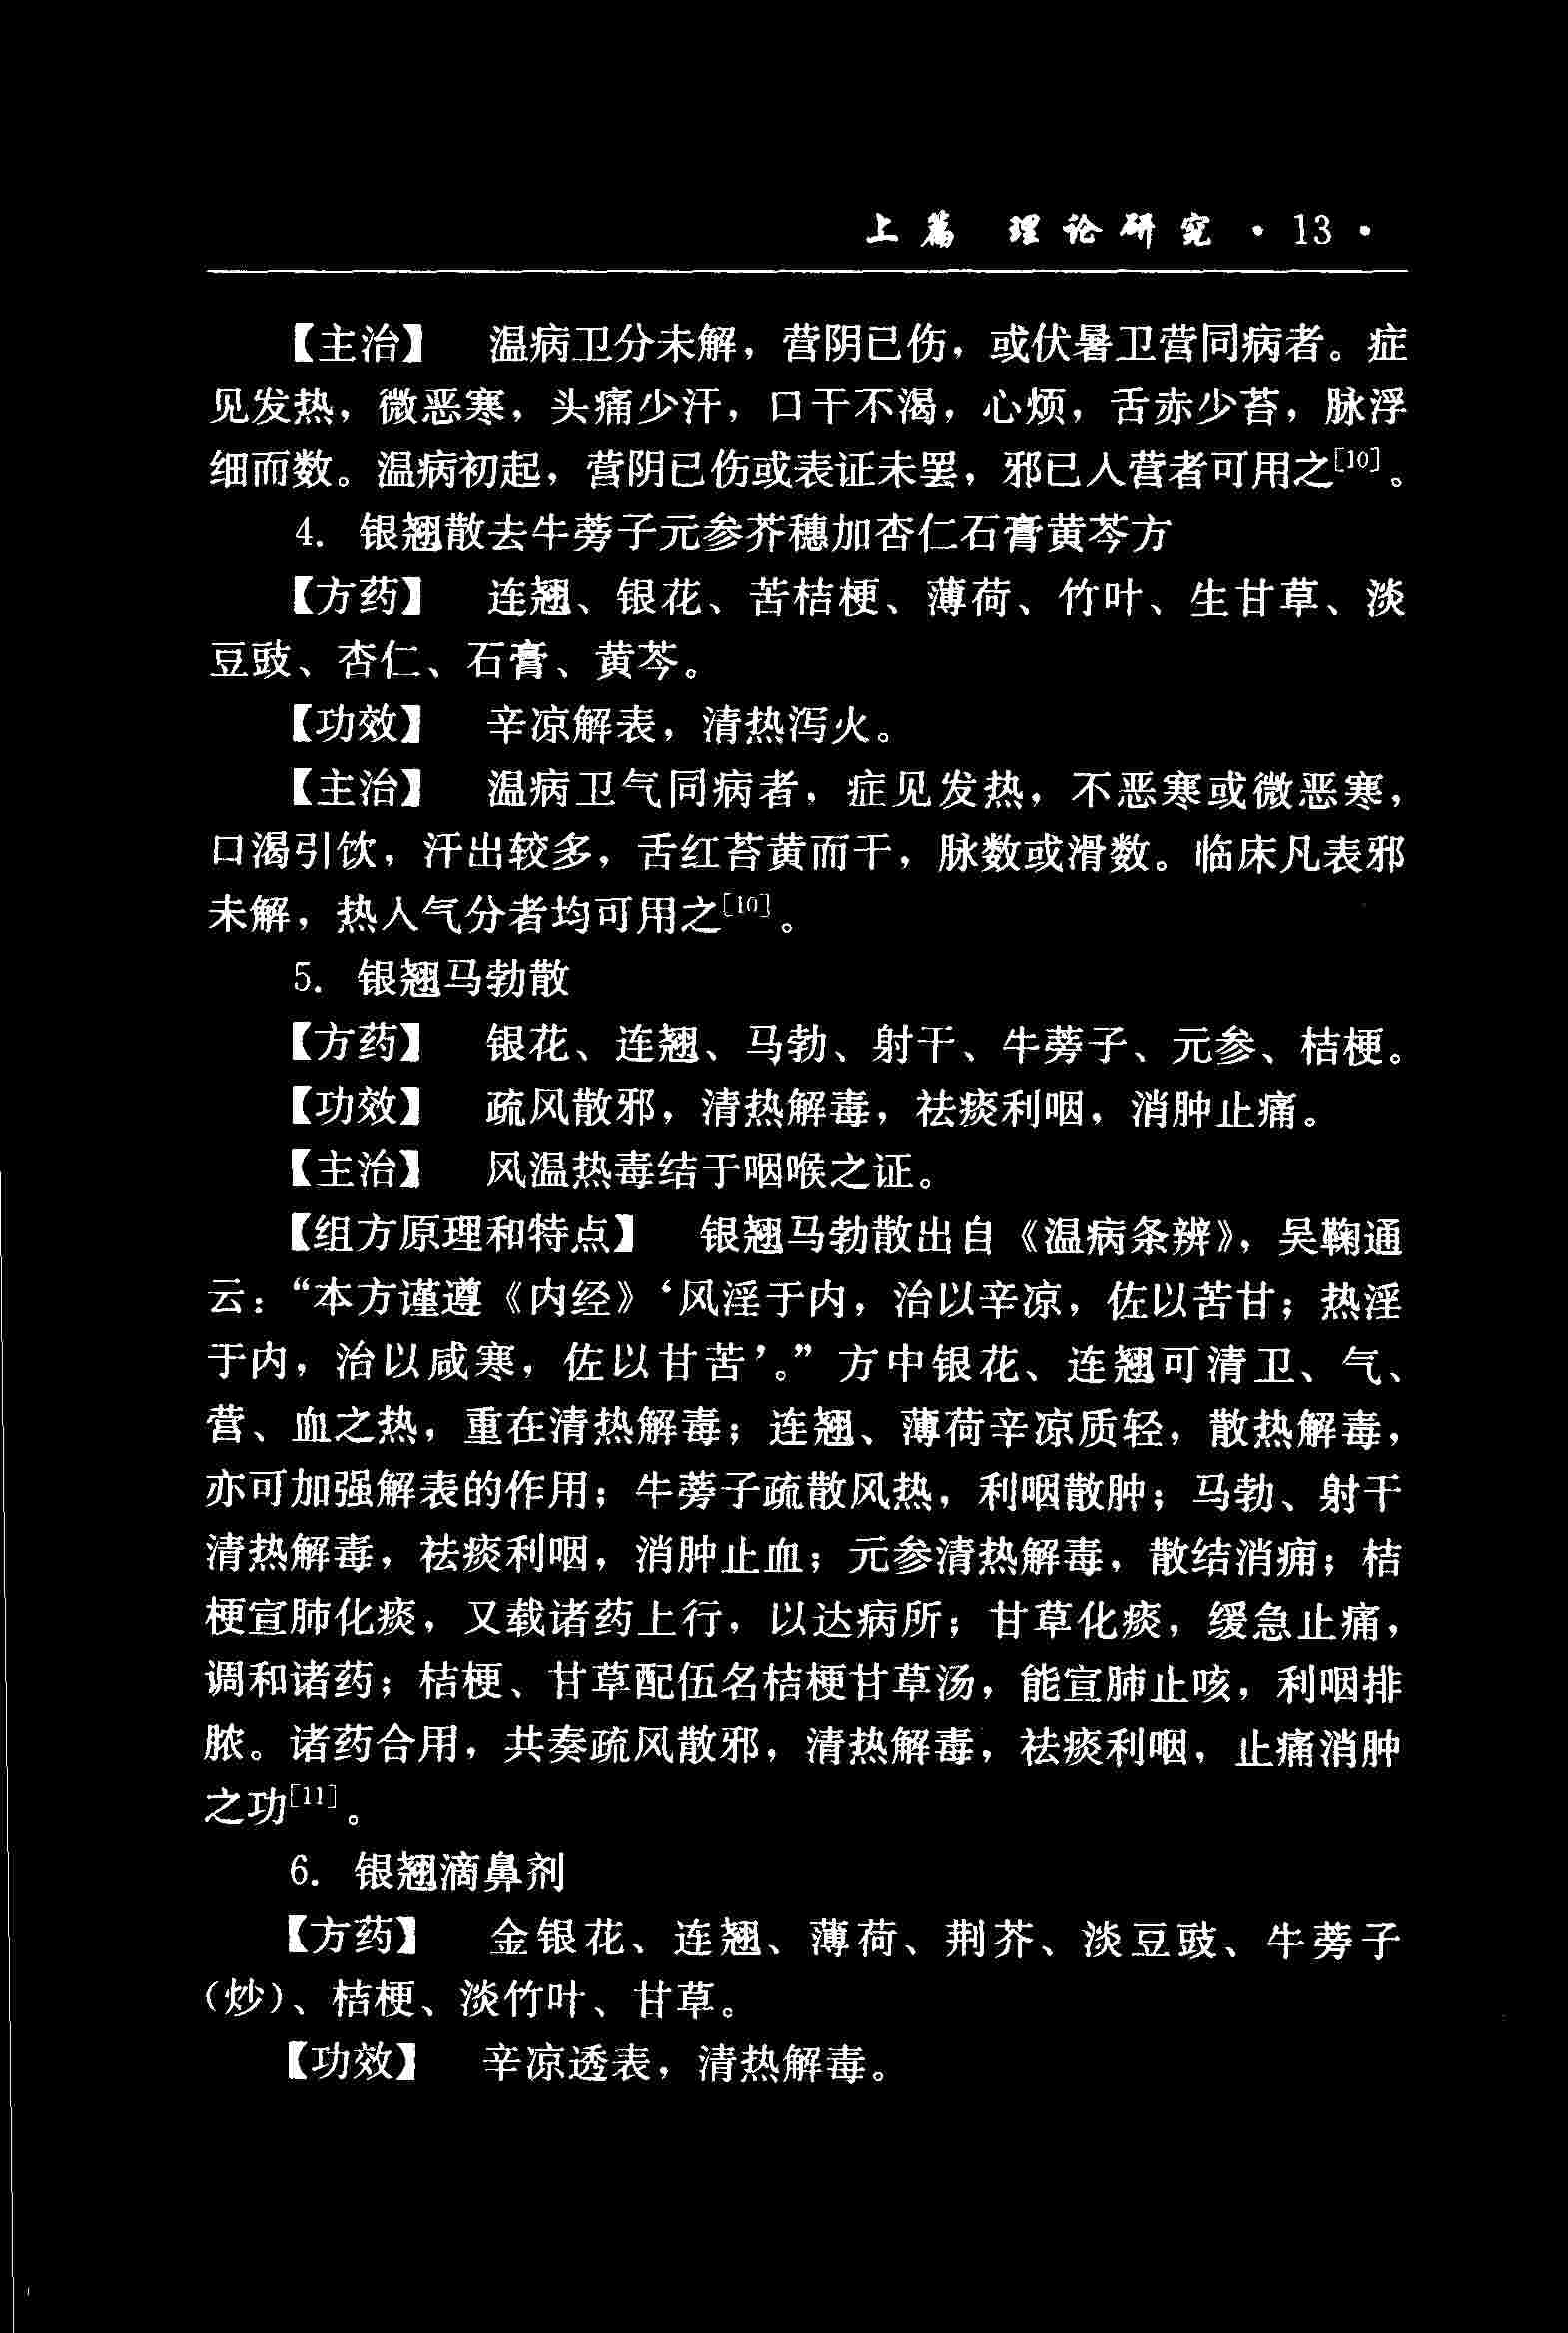 上篇 理论研究 · 13 ·
【主治】 温病卫分未解，营阴已伤，或伏暑卫营同病者。症
见发热，微恶寒，头痛少汗，口干不渴，心烦，舌赤少苔，脉浮
细而数。温病初起，营阴已伤或表证未罢，邪已入营者可用之[10]。
4. 银翘散去牛蒡子元参芥穗加杏仁石膏黄芩方
【方药】 连翘、银花、苦桔梗、薄荷、竹叶、生甘草、淡
豆豉、杏仁、石膏、黄芩。
【功效】 辛凉解表，清热泻火。
【主治】 温病卫气同病者，症见发热，不恶寒或微恶寒，
口渴引饮，汗出较多，舌红苔黄而干，脉数或滑数。临床凡表邪
未解，热入气分者均可用之[10]。
5. 银翘马勃散
【方药】 银花、连翘、马勃、射干、牛蒡子、元参、桔梗。
【功效】 疏风散邪，清热解毒，祛痰利咽，消肿止痛。
【主治】 风温热毒结于咽喉之证。
【组方原理和特点】 银翘马勃散出自《温病条辨》，吴鞠通
云：“本方谨遵《内经》‘风淫于内，治以辛凉，佐以苦甘；热淫
于内，治以咸寒，佐以甘苦’。”方中银花、连翘可清卫、气、
营、血之热，重在清热解毒；连翘、薄荷辛凉质轻，散热解毒，
亦可加强解表的作用；牛蒡子疏散风热，利咽散肿；马勃、射干
清热解毒，祛痰利咽，消肿止血；元参清热解毒，散结消痈；桔
梗宣肺化痰，又载诸药上行，以达病所；甘草化痰，缓急止痛，
调和诸药；桔梗、甘草配伍名桔梗甘草汤，能宣肺止咳，利咽排
脓。诸药合用，共奏疏风散邪，清热解毒，祛痰利咽，止痛消肿
之功[11]。
6. 银翘滴鼻剂
【方药】 金银花、连翘、薄荷、荆芥、淡豆豉、牛蒡子
（炒）、桔梗、淡竹叶、甘草。
【功效】 辛凉透表，清热解毒。